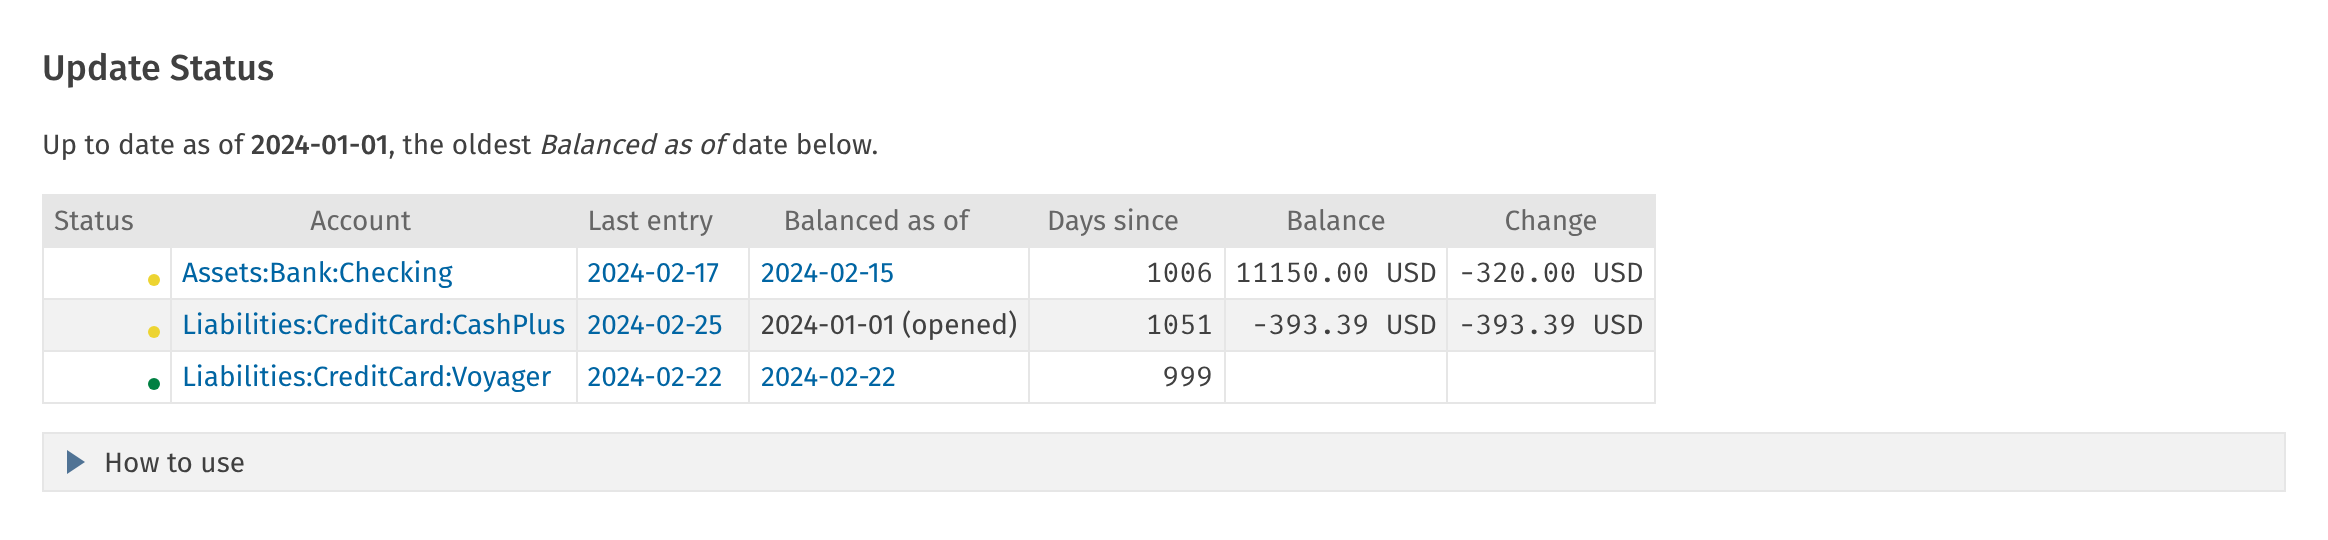 Update Status
Up to date as of 2024-01-01, the oldest Balanced as of date below.
Status Account Last entry Balanced as of Days since Balance Change
Assets:Bank:Checking 2024-02-17 2024-02-15 1006 11150.00 USD -320.00 USD
Liabilities:CreditCard:CashPlus 2024-02-25 2024-01-01 (opened) 1051 -393.39 USD -393.39 USD
Liabilities:CreditCard:Voyager 2024-02-22 2024-02-22 999
How to use